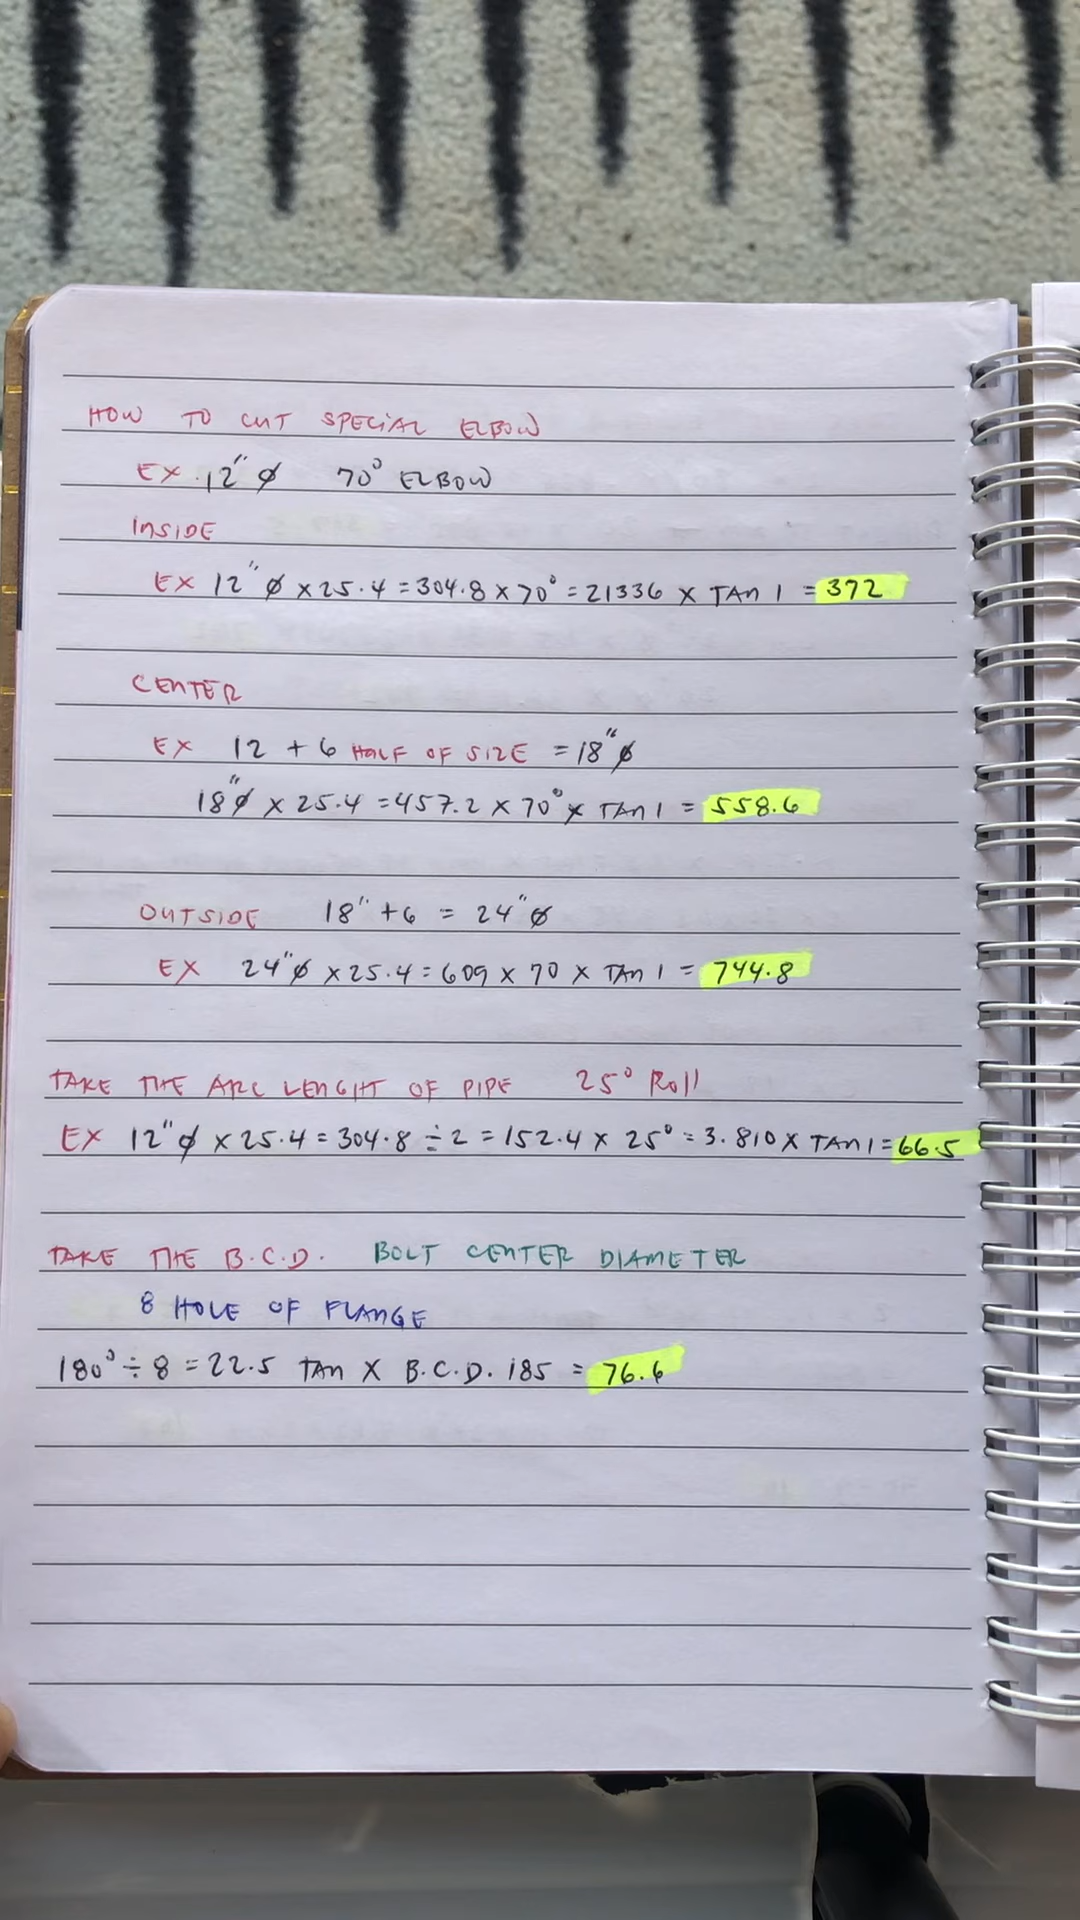 HOW TO CUT SPECIAL ELBOW
EX 12"Ø 70° ELBOW
INSIDE
EX 12"Ø x 25.4 = 304.8 x 70° = 21336 x TAN 1 = 372
CENTER
EX 12 + 6 HALF OF SIZE = 18"Ø
18"Ø x 25.4 = 457.2 x 70° x TAN 1 = 558.6
OUTSIDE 18" + 6 = 24"Ø
EX 24"Ø x 25.4 = 609 x 70 x TAN 1 = 744.8
TAKE THE ARC LENGHT OF PIPE 25° Roll
EX 12"Ø x 25.4 = 304.8 ÷ 2 = 152.4 x 25° = 3.810 x TAN 1 = 66.5
TAKE THE B.C.D. BOLT CENTER DIAMETER
8 HOLE OF FLANGE
180° ÷ 8 = 22.5 TAN X B.C.D. 185 = 76.6